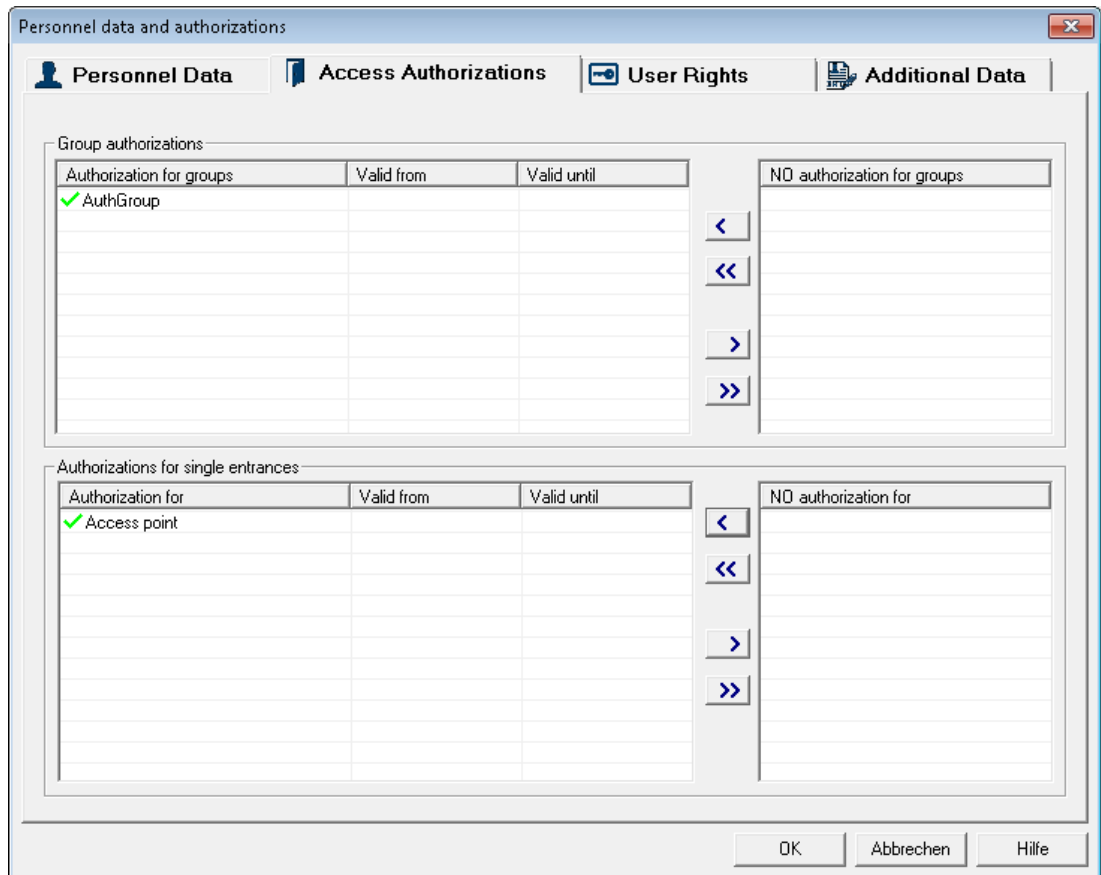 Personnel data and authorizations
Personnel Data Access Authorizations User Rights Additional Data
Group authorizations
Authorization for groups Valid from Valid until NO authorization for groups
AuthGroup
<
<<
>
>>
Authorizations for single entrances
Authorization for Valid from Valid until NO authorization for
Access point
<
<<
>
>>
OK Abbrechen Hilfe